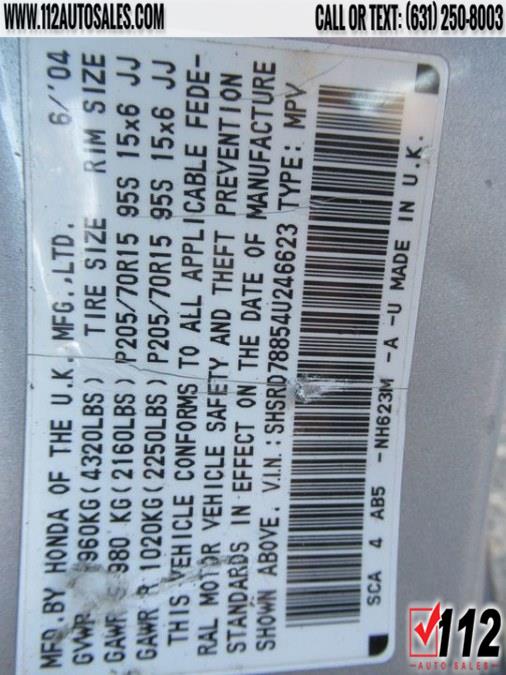 WWW.112AUTOSALES.COM
CALL OR TEXT: (631) 250-8003
MFD.BY HONDA OF THE U.K. MFG.,LTD. 6/'04
GVWR 1960KG(4320LBS) TIRE SIZE RIM SIZE
GAWR F 980 KG(2160LBS) P205/70R15 95S 15x6 JJ
GAWR R 1020KG(2250LBS) P205/70R15 95S 15x6 JJ
THIS VEHICLE CONFORMS TO ALL APPLICABLE FEDE-
RAL MOTOR VEHICLE SAFETY AND THEFT PREVENTION
STANDARDS IN EFFECT ON THE DATE OF MANUFACTURE
SHOWN ABOVE. V.I.N.: SHSRD78854U246623 TYPE: MPV
SCA 4 AB5 -NH623M -A -U MADE IN U.K.
112
AUTO SALES